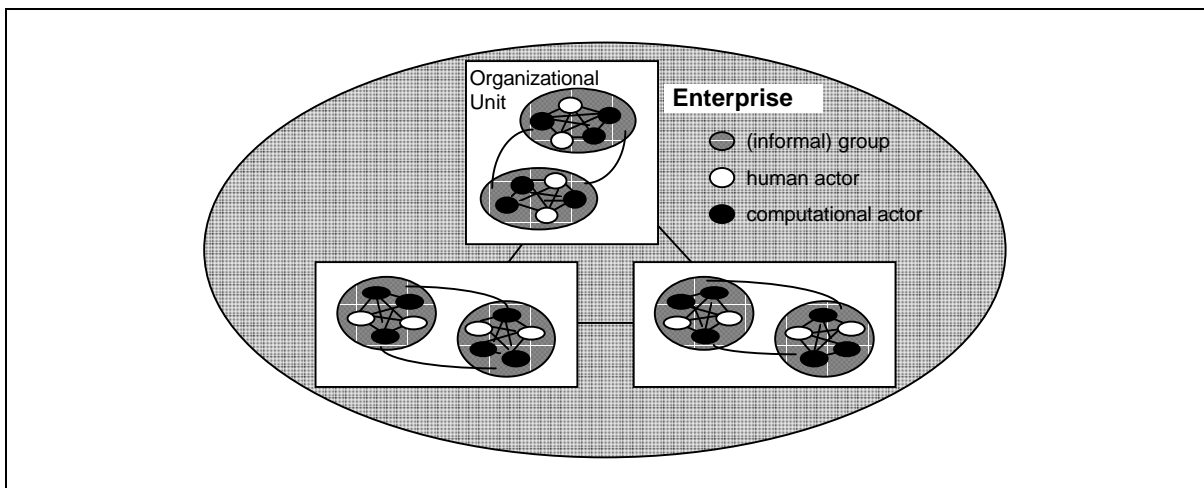 Organizational
Unit
Enterprise
(informal) group
human actor
computational actor